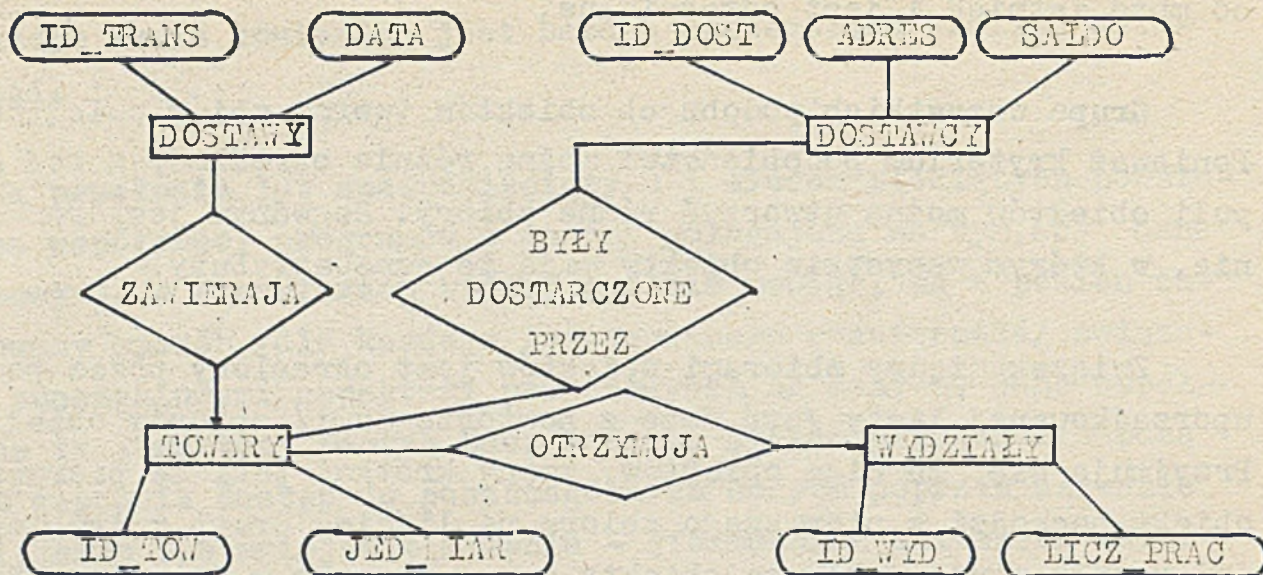 ID_TRANS DATA ID_DOST ADRES SALDO
DOSTAWY DOSTAWCY
ZAWIERAJA
BYŁY
DOSTARCZONE
PRZEZ
TOWARY OTRZYMUJA WYDZIAŁY
ID_TOW ID_WYD LICZ_PRAC